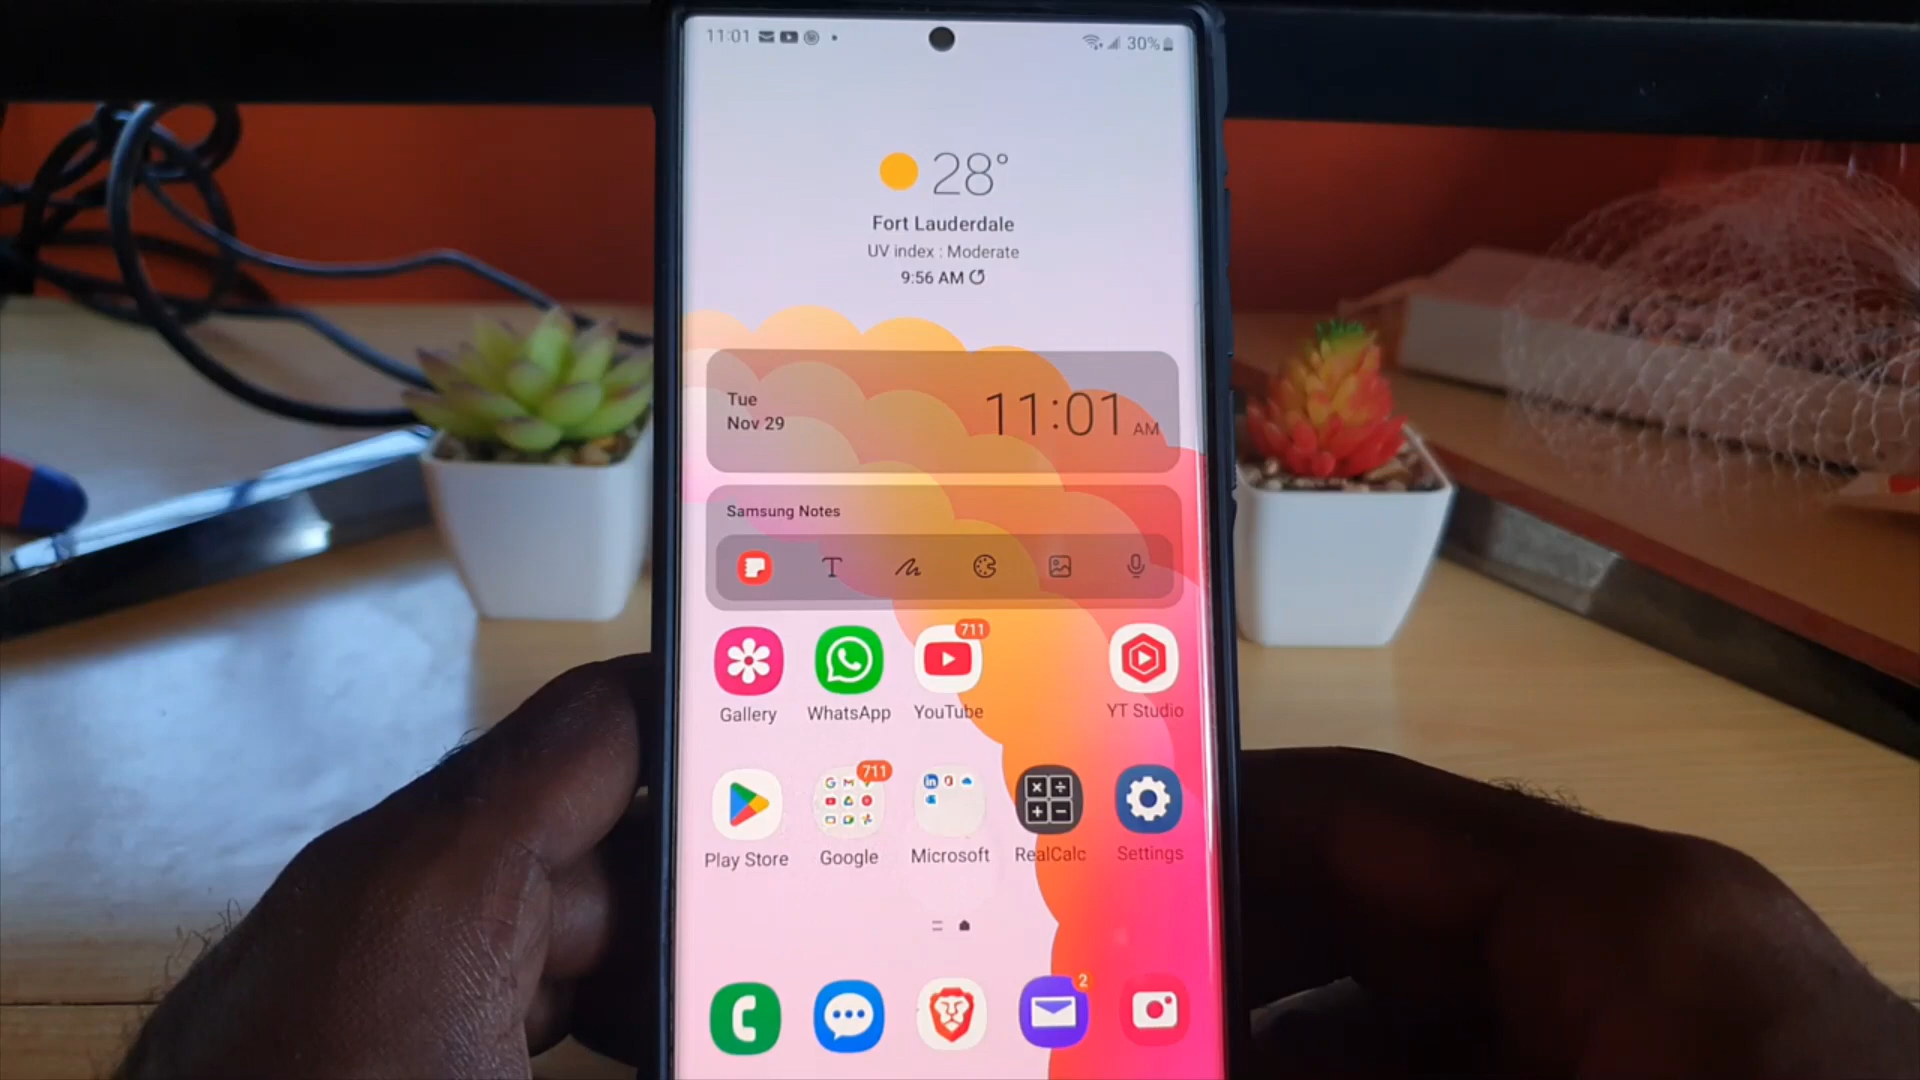 11:01
30%
28°
Fort Lauderdale
UV index : Moderate
9:56 AM
Tue
Nov 29
11:01 AM
Samsung Notes
T
711
Gallery
WhatsApp
YouTube
YT Studio
711
Play Store
Google
Microsoft
RealCalc
Settings
2